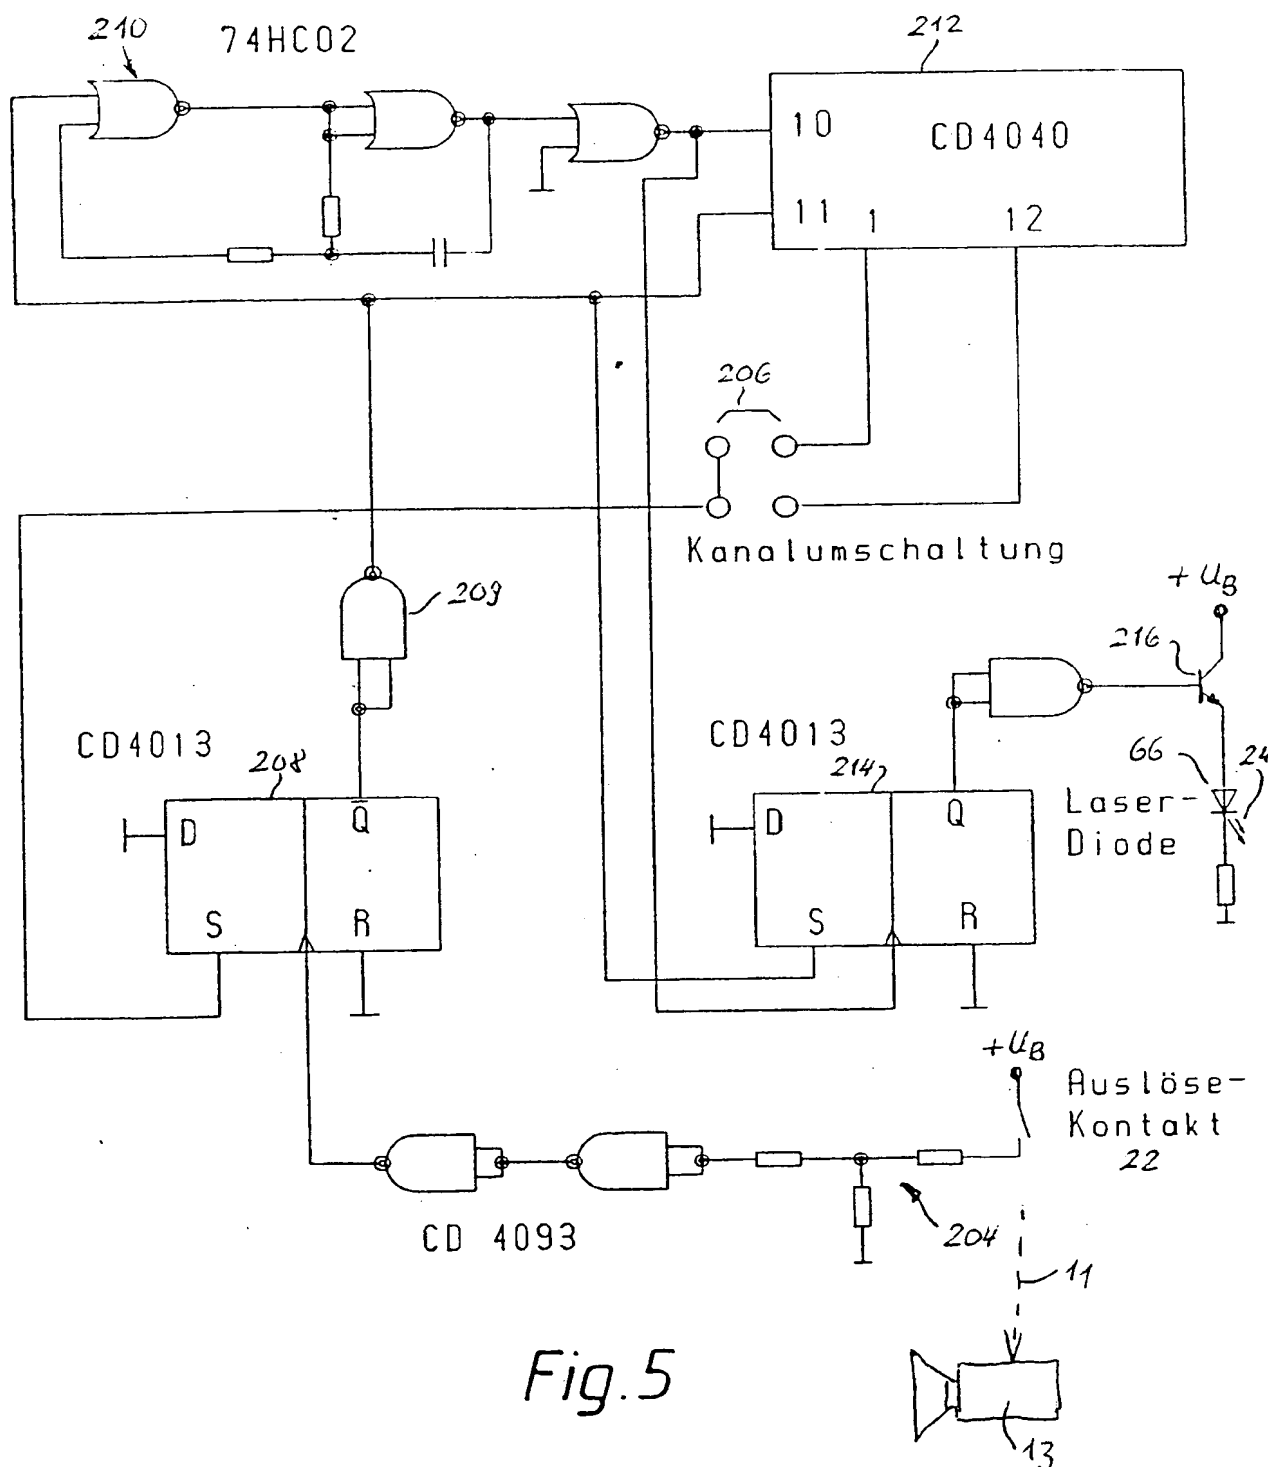 210
74HC02
212
10
CD4040
11
1
12
206
Kanalumschaltung
209
+UB
216
CD4013
208
CD4013
214
66
24
Laser-
Diode
D
Q
S
R
D
Q
S
R
+UB
Auslöse-
Kontakt
22
CD 4093
204
11
Fig.5
13